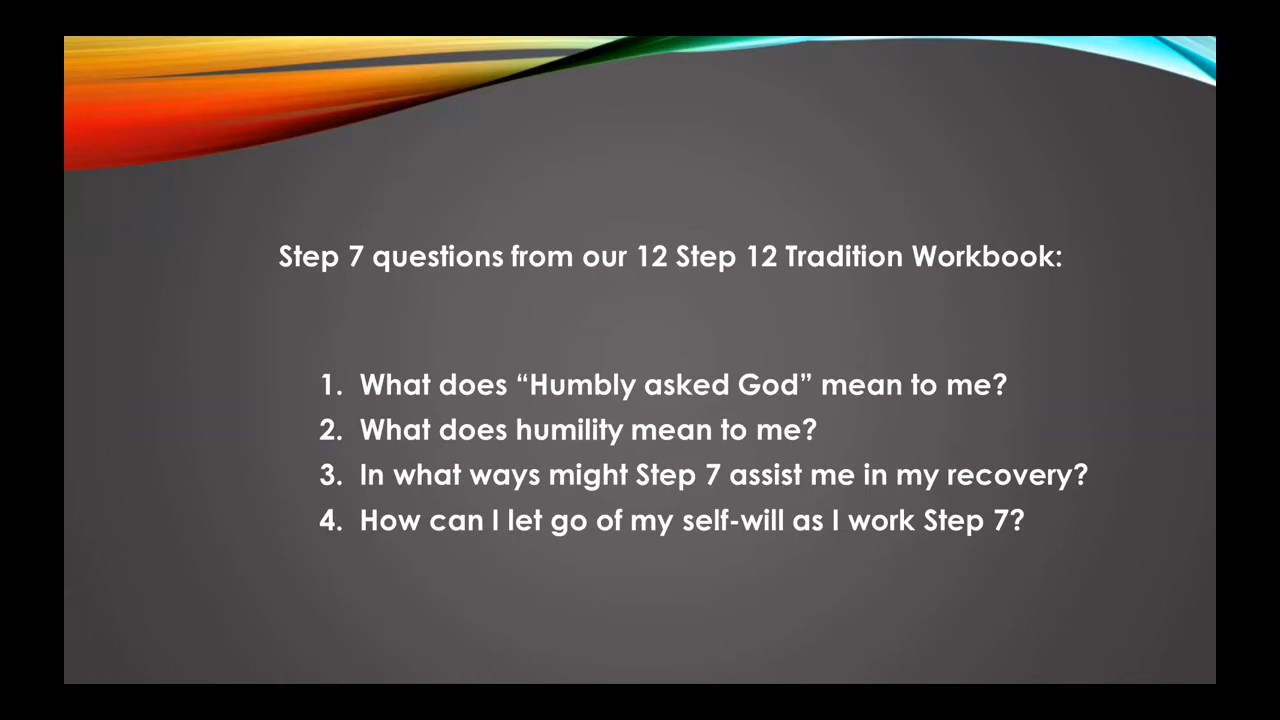 Step 7 questions from our 12 Step 12 Tradition Workbook:
1. What does “Humbly asked God” mean to me?
2. What does humility mean to me?
3. In what ways might Step 7 assist me in my recovery?
4. How can I let go of my self-will as I work Step 7?